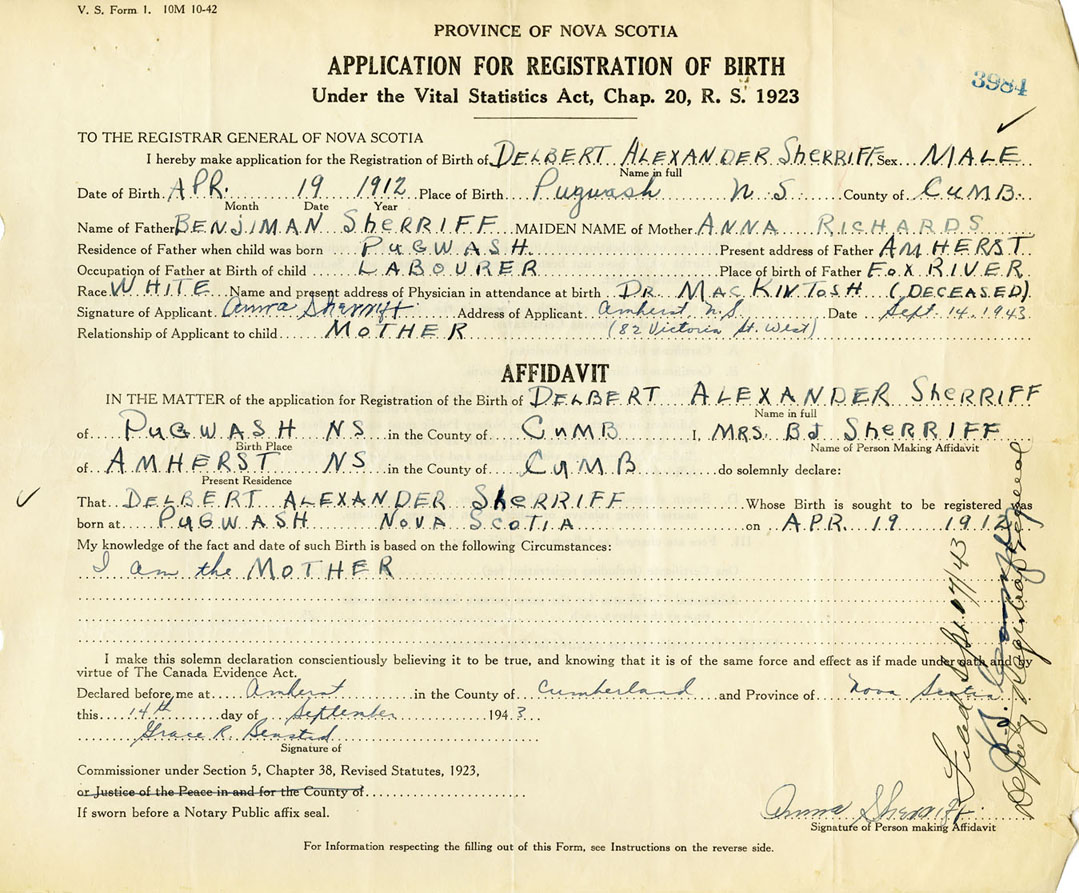 V. S. Form 1. 10M 10-42
PROVINCE OF NOVA SCOTIA
APPLICATION FOR REGISTRATION OF BIRTH
3984
Under the Vital Statistics Act, Chap. 20, R. S. 1923
TO THE REGISTRAR GENERAL OF NOVA SCOTIA
I hereby make application for the Registration of Birth of DELBERT ALEXANDER SHERRIFF Sex MALE
Name in full
Date of Birth APR. 19 1912 Place of Birth Pugwash N.S. County of CUMB.
Month Date Year
Name of Father BENJIMAN SHERRIFF MAIDEN NAME of Mother ANNA RICHARDS
Residence of Father when child was born PUGWASH Present address of Father AMHERST
Occupation of Father at Birth of child LABOURER Place of birth of Father FOX RIVER
Race WHITE Name and present address of Physician in attendance at birth DR MACKINTOSH (DECEASED)
Signature of Applicant Anna Sherriff Address of Applicant Amherst, N.S. Date Sept. 14, 1943
Relationship of Applicant to child MOTHER (82 Victoria St. West)
AFFIDAVIT
IN THE MATTER of the application for Registration of the Birth of DELBERT ALEXANDER SHERRIFF
Name in full
of PUGWASH NS in the County of CUMB I, MRS. BJ SHERRIFF
Birth Place Name of Person Making Affidavit
of AMHERST NS in the County of CUMB do solemnly declare:
Present Residence
That DELBERT ALEXANDER SHERRIFF Whose Birth is sought to be registered was
born at PUGWASH NOVA SCOTIA on APR. 19 1912
My knowledge of the fact and date of such Birth is based on the following Circumstances:
I am the MOTHER
I make this solemn declaration conscientiously believing it to be true, and knowing that it is of the same force and effect as if made under oath and by
virtue of The Canada Evidence Act.
Declared before me at Amherst in the County of Cumberland and Province of Nova Scotia
this 14th day of September 1943
Grace R. Bensted
Signature of
Commissioner under Section 5, Chapter 38, Revised Statutes, 1923,
or Justice of the Peace in and for the County of
If sworn before a Notary Public affix seal.
Anna Sherriff
Signature of Person making Affidavit
For Information respecting the filling out of this Form, see Instructions on the reverse side.
Filed Sept. 17/43
Deputy Registrar General